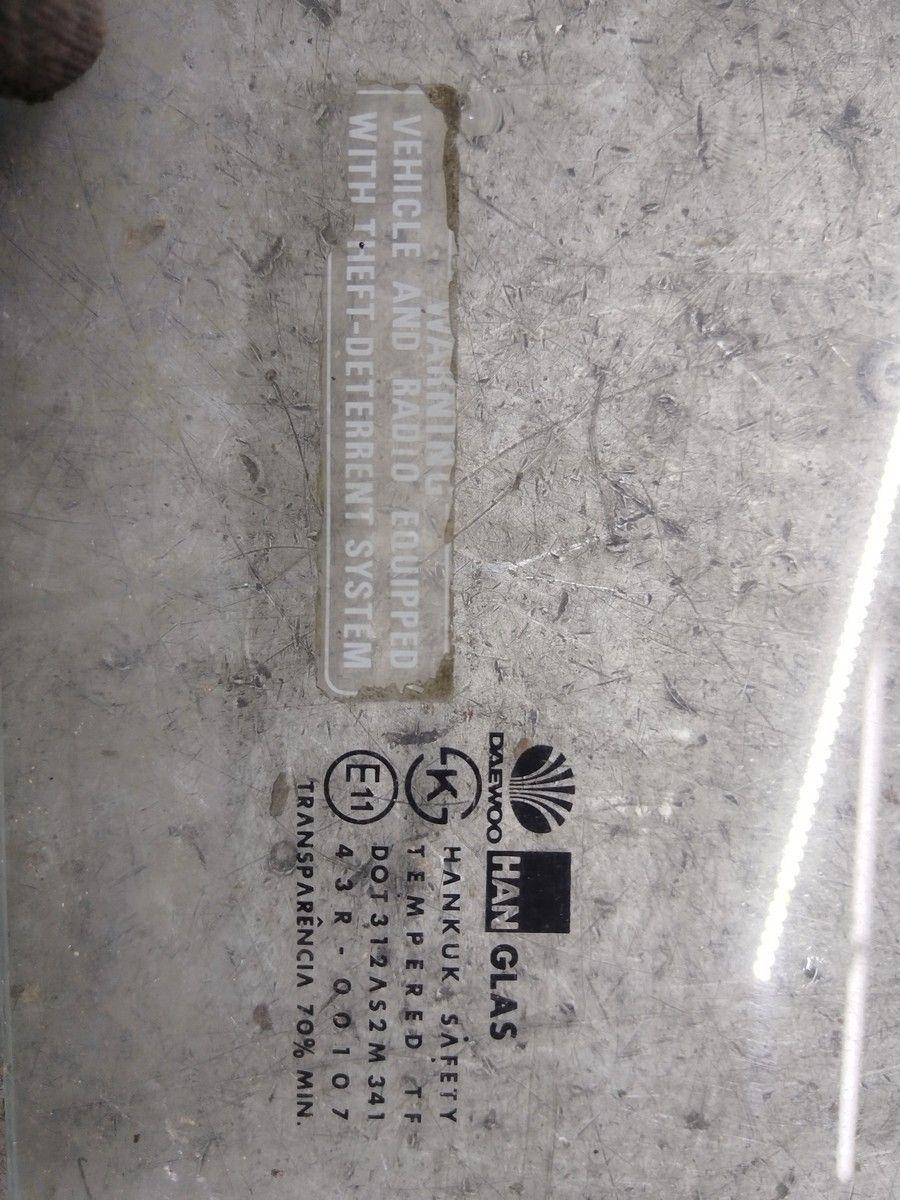 WARNING
VEHICLE AND RADIO EQUIPPED
WITH THEFT-DETERRENT SYSTEM
DAEWOO HAN GLAS
K HANKUK SAFETY
TEMPERED TF
DOT312AS2M341
E11 43R-00107
TRANSPARÊNCIA 70% MIN.